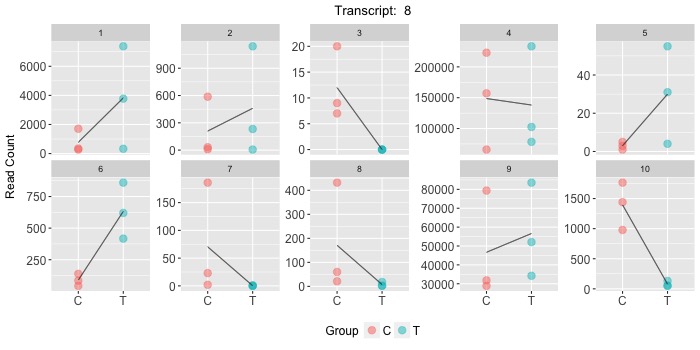 Transcript: 8
1 2 3 4 5
6000 4000 2000 0
900 600 300 0
20 15 10 5 0
200000 150000 100000
40 20 0
Read Count
6 7 8 9 10
750 500 250
150 100 50 0
400 300 200 100 0
80000 70000 60000 50000 40000 30000
1500 1000 500 0
C T C T C T C T C T
Group C T